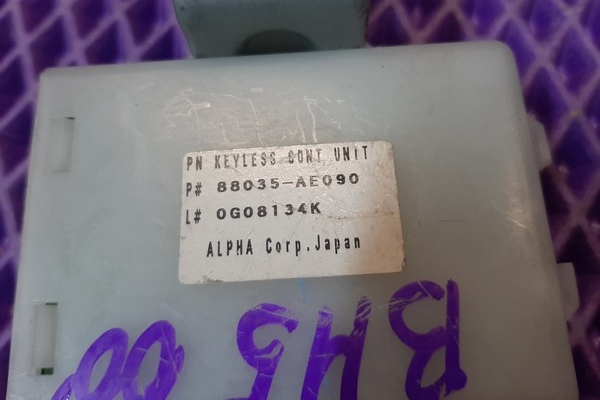 PN KEYLESS CONT UNIT
P# 88035-AE090
L# 0G08134K
ALPHA Corp.Japan